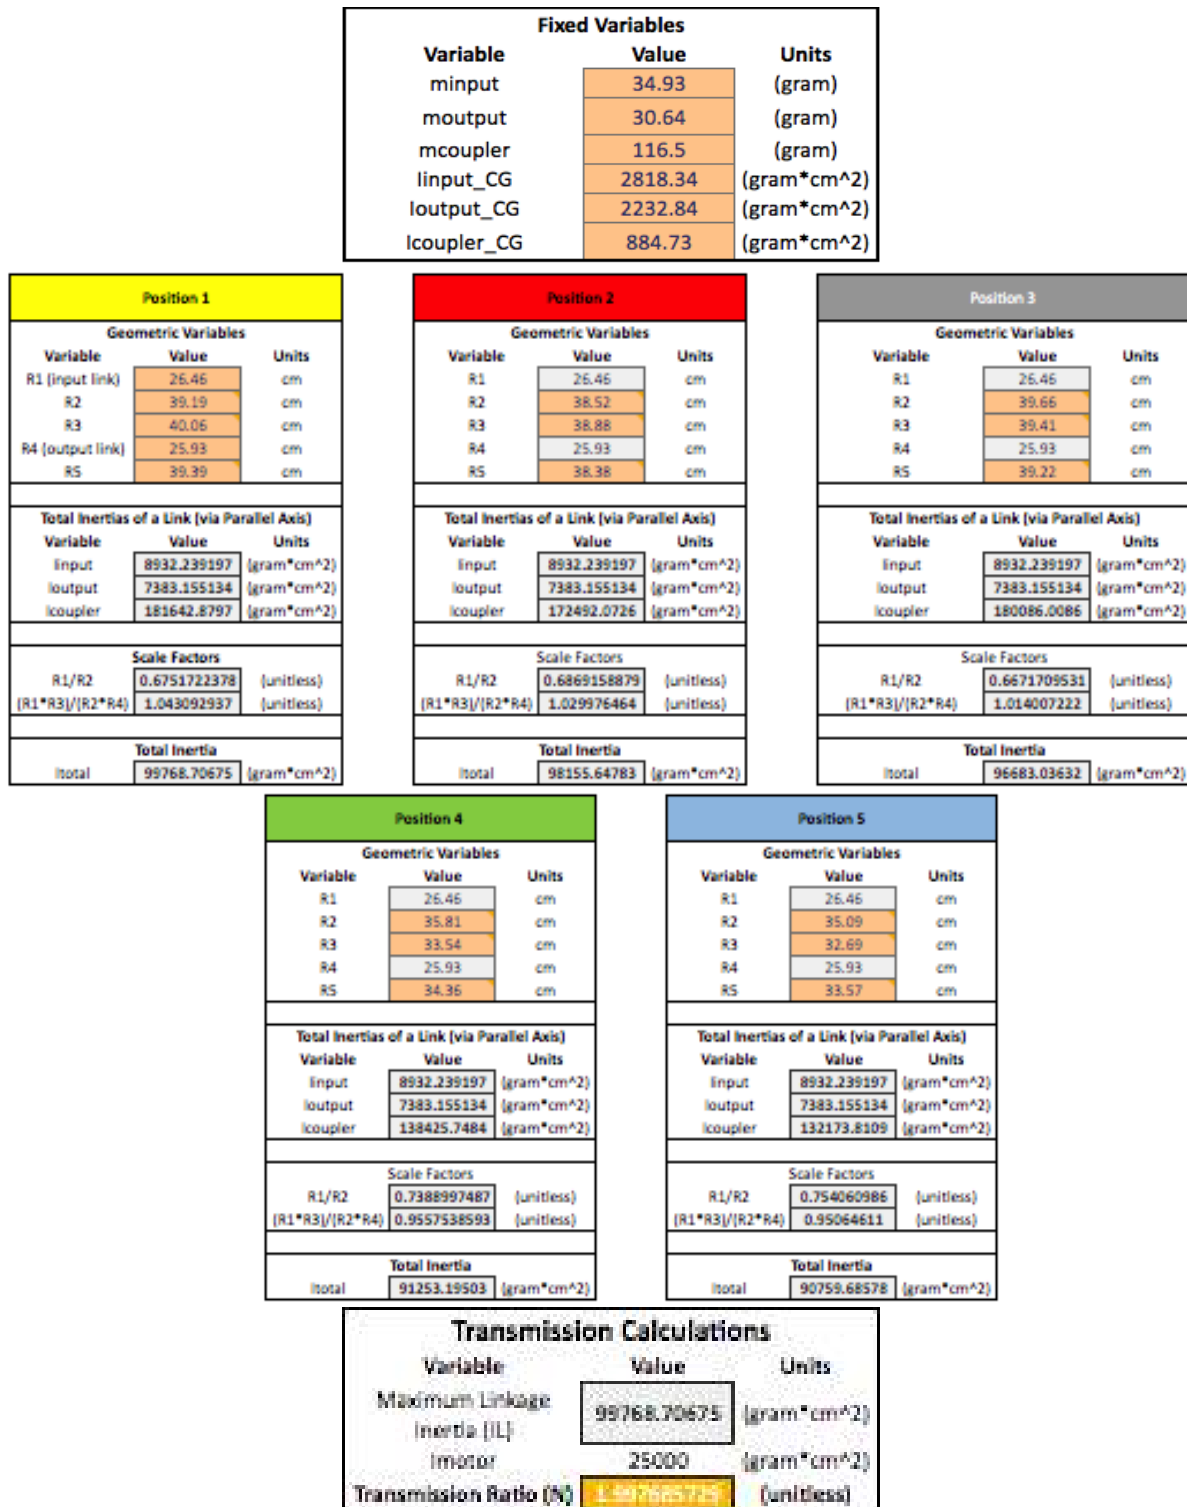 Fixed Variables
Variable Value Units
minput 34.93 (gram)
moutput 30.64 (gram)
mcoupler 116.5 (gram)
Iinput_CG 2818.34 (gram*cm^2)
Ioutput_CG 2232.84 (gram*cm^2)
Icoupler_CG 884.73 (gram*cm^2)
Position 1
Geometric Variables
Variable Value Units
R1 (input link) 26.46 cm
R2 39.19 cm
R3 40.06 cm
R4 (output link) 25.93 cm
R5 39.39 cm
Total Inertias of a Link (via Parallel Axis)
Variable Value Units
Iinput 8932.239197 (gram*cm^2)
Ioutput 7383.155134 (gram*cm^2)
Icoupler 181642.8797 (gram*cm^2)
Scale Factors
R1/R2 0.6751722378 (unitless)
(R1*R3)/(R2*R4) 1.043092937 (unitless)
Total Inertia
Itotal 99768.70675 (gram*cm^2)
Position 2
Geometric Variables
Variable Value Units
R1 26.46 cm
R2 38.52 cm
R3 38.88 cm
R4 25.93 cm
R5 38.38 cm
Total Inertias of a Link (via Parallel Axis)
Variable Value Units
Iinput 8932.239197 (gram*cm^2)
Ioutput 7383.155134 (gram*cm^2)
Icoupler 172492.0726 (gram*cm^2)
Scale Factors
R1/R2 0.6869158879 (unitless)
(R1*R3)/(R2*R4) 1.029976464 (unitless)
Total Inertia
Itotal 98155.64783 (gram*cm^2)
Position 3
Geometric Variables
Variable Value Units
R1 26.46 cm
R2 39.66 cm
R3 39.41 cm
R4 25.93 cm
R5 39.22 cm
Total Inertias of a Link (via Parallel Axis)
Variable Value Units
Iinput 8932.239197 (gram*cm^2)
Ioutput 7383.155134 (gram*cm^2)
Icoupler 180086.0086 (gram*cm^2)
Scale Factors
R1/R2 0.6671709531 (unitless)
(R1*R3)/(R2*R4) 1.014007222 (unitless)
Total Inertia
Itotal 96683.03632 (gram*cm^2)
Position 4
Geometric Variables
Variable Value Units
R1 26.46 cm
R2 35.81 cm
R3 33.54 cm
R4 25.93 cm
R5 34.36 cm
Total Inertias of a Link (via Parallel Axis)
Variable Value Units
Iinput 8932.239197 (gram*cm^2)
Ioutput 7383.155134 (gram*cm^2)
Icoupler 138425.7484 (gram*cm^2)
Scale Factors
R1/R2 0.7388997487 (unitless)
(R1*R3)/(R2*R4) 0.9557538593 (unitless)
Total Inertia
Itotal 91253.19503 (gram*cm^2)
Position 5
Geometric Variables
Variable Value Units
R1 26.46 cm
R2 35.09 cm
R3 32.69 cm
R4 25.93 cm
R5 33.57 cm
Total Inertias of a Link (via Parallel Axis)
Variable Value Units
Iinput 8932.239197 (gram*cm^2)
Ioutput 7383.155134 (gram*cm^2)
Icoupler 132173.8109 (gram*cm^2)
Scale Factors
R1/R2 0.754060986 (unitless)
(R1*R3)/(R2*R4) 0.95064611 (unitless)
Total Inertia
Itotal 90759.68578 (gram*cm^2)
Transmission Calculations
Variable Value Units
Maximum Linkage
Inertia (IL) 99768.70675 (gram*cm^2)
Imotor 25000 (gram*cm^2)
Transmission Ratio (N) (unitless)